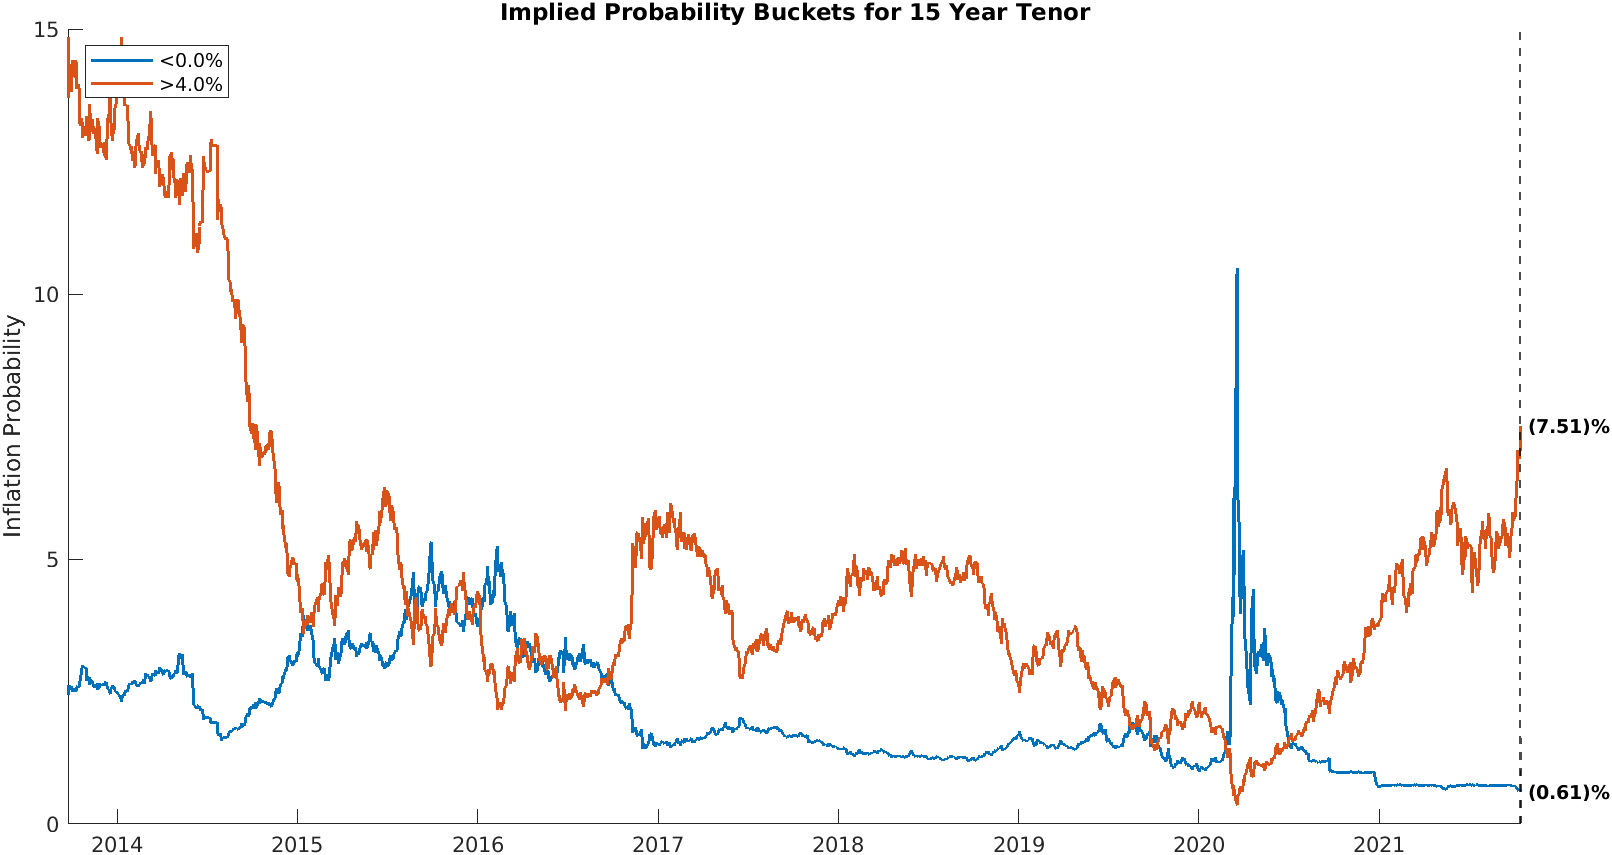 Implied Probability Buckets for 15 Year Tenor
15
<0.0%
>4.0%
10
Inflation Probability
(7.51)%
5
(0.61)%
0
2014 2015 2016 2017 2018 2019 2020 2021